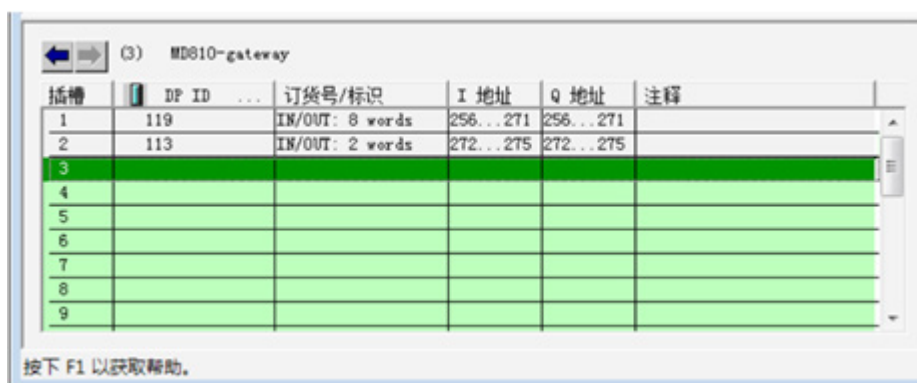 (3) MD810-gateway
插槽 DP ID ... 订货号/标识 I 地址 Q 地址 注释
1 119 IN/OUT: 8 words 256...271 256...271
2 113 IN/OUT: 2 words 272...275 272...275
3
4
5
6
7
8
9
按下 F1 以获取帮助。